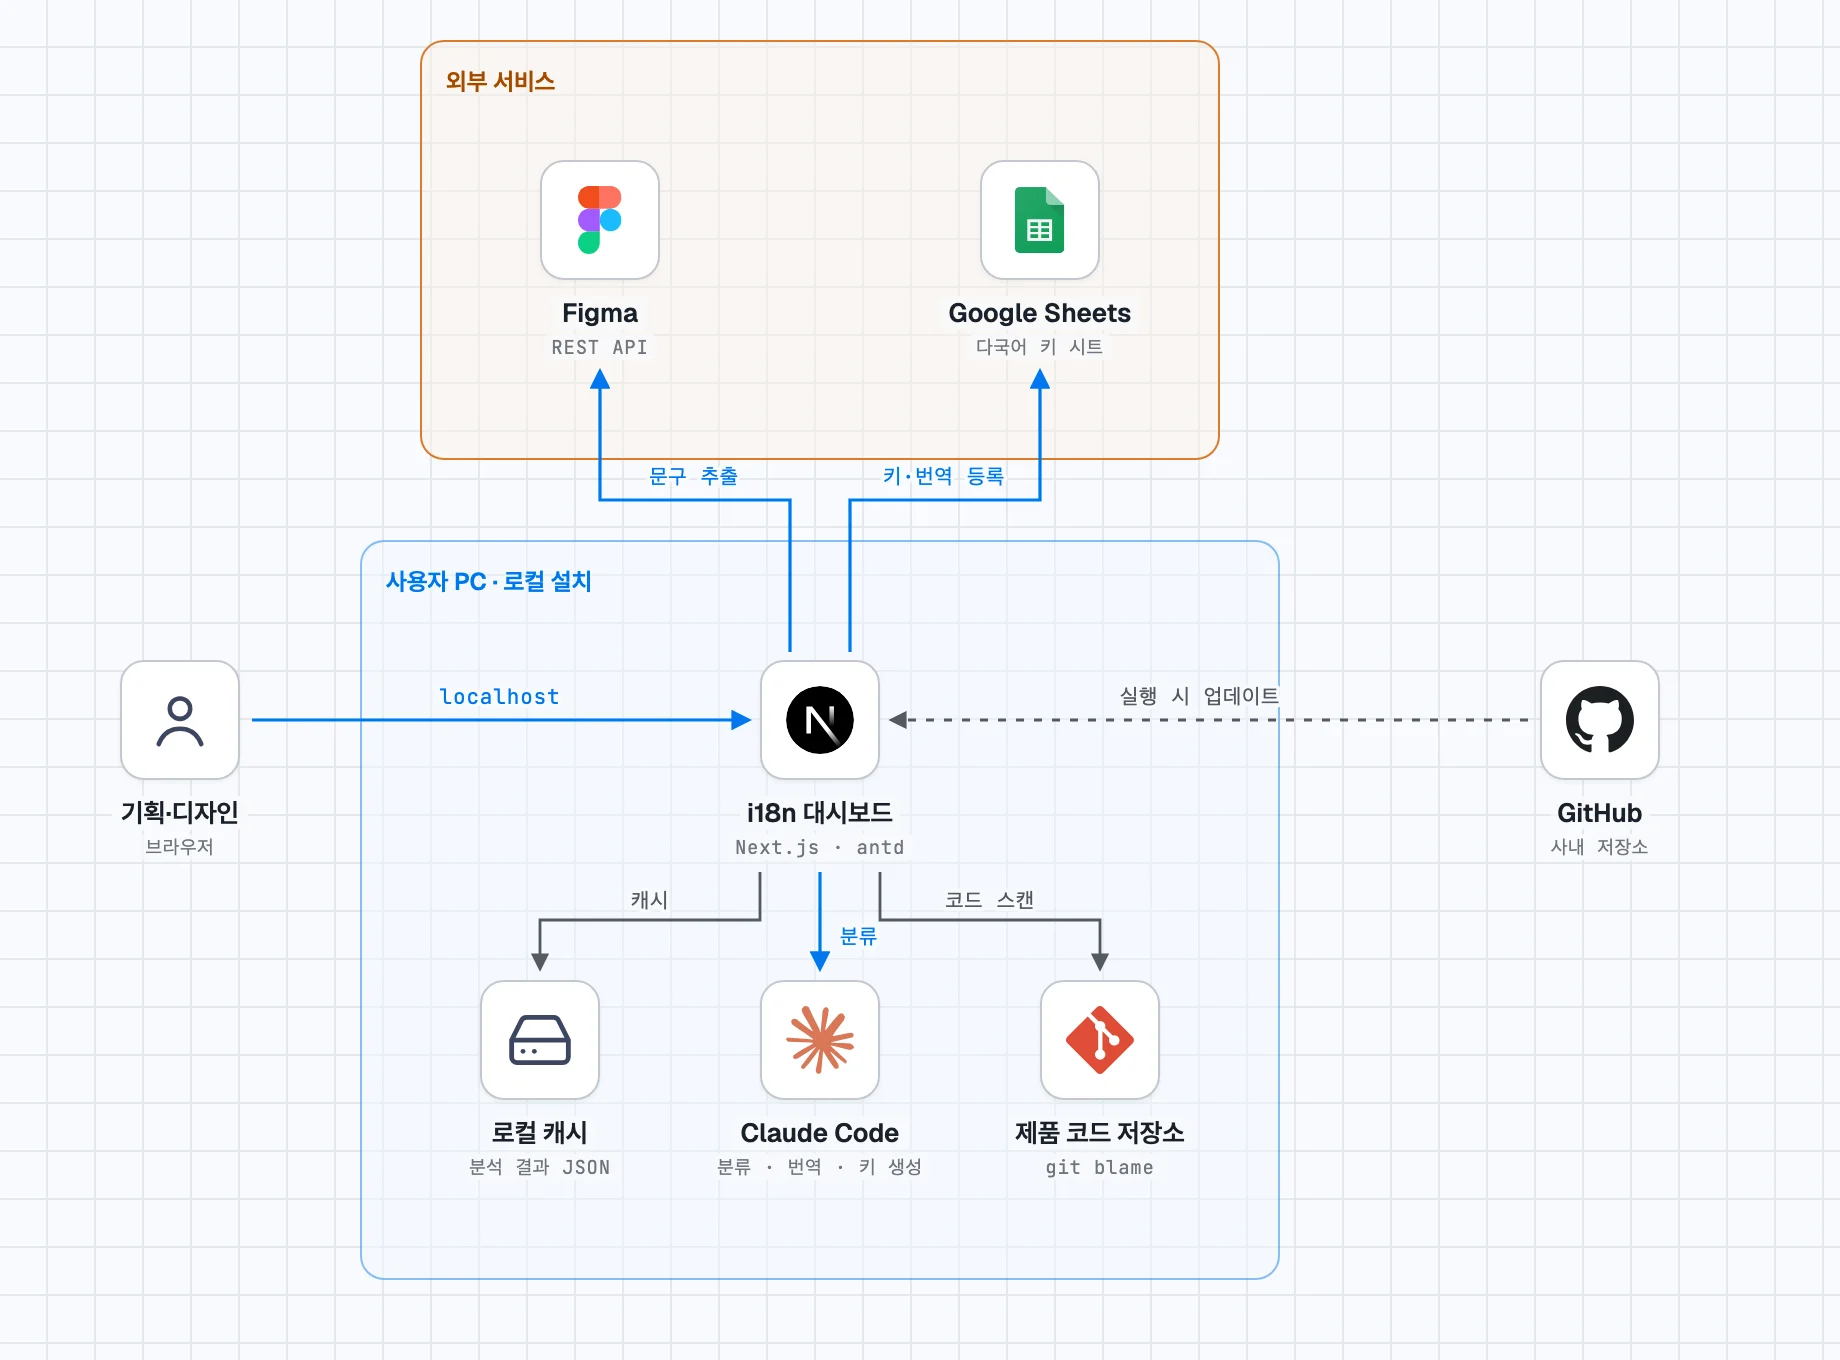 외부 서비스
Figma
REST API
Google Sheets
다국어 키 시트
문구 추출
키·번역 등록
사용자 PC · 로컬 설치
localhost
실행 시 업데이트
기획·디자인
브라우저
i18n 대시보드
Next.js · antd
GitHub
사내 저장소
캐시
분류
코드 스캔
로컬 캐시
분석 결과 JSON
Claude Code
분류 · 번역 · 키 생성
제품 코드 저장소
git blame